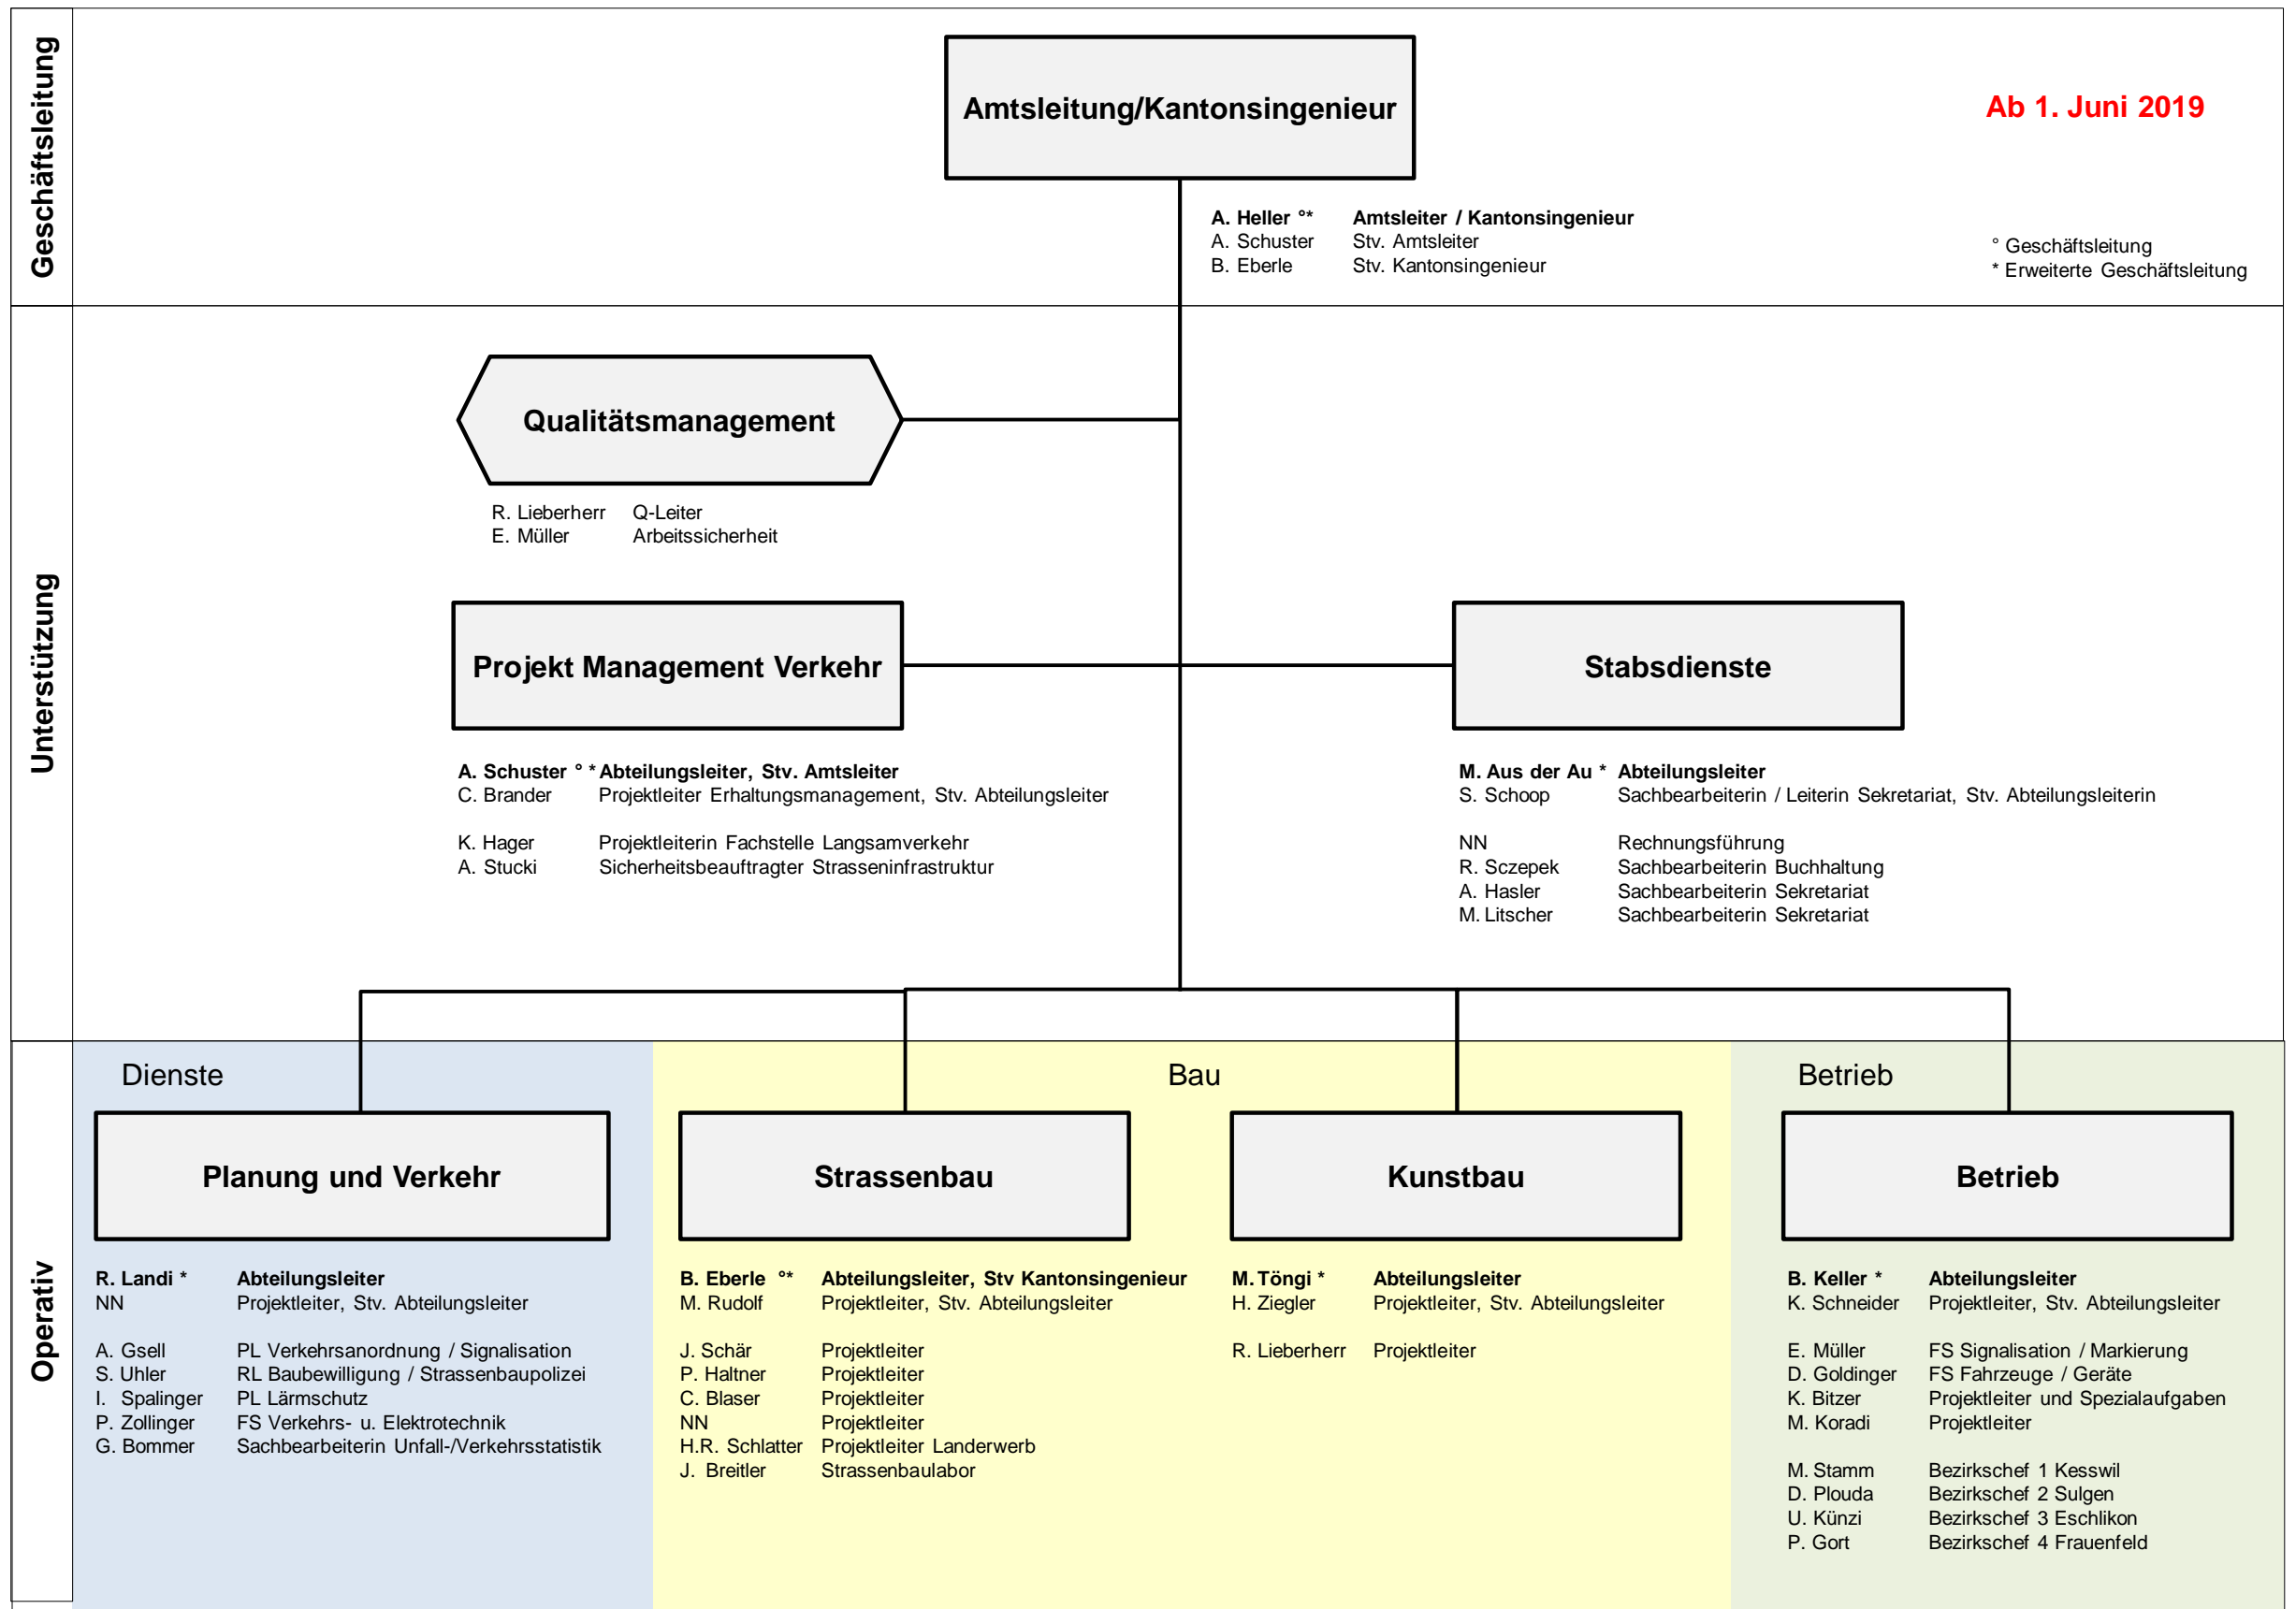 Geschäftsleitung
Amtsleitung/Kantonsingenieur
Ab 1. Juni 2019
A. Heller °* Amtsleiter / Kantonsingenieur
A. Schuster Stv. Amtsleiter
B. Eberle Stv. Kantonsingenieur
° Geschäftsleitung
* Erweiterte Geschäftsleitung
Unterstützung
Qualitätsmanagement
R. Lieberherr Q-Leiter
E. Müller Arbeitssicherheit
Projekt Management Verkehr
A. Schuster ° * Abteilungsleiter, Stv. Amtsleiter
C. Brander Projektleiter Erhaltungsmanagement, Stv. Abteilungsleiter
K. Hager Projektleiterin Fachstelle Langsamverkehr
A. Stucki Sicherheitsbeauftragter Strasseninfrastruktur
Stabsdienste
M. Aus der Au * Abteilungsleiter
S. Schoop Sachbearbeiterin / Leiterin Sekretariat, Stv. Abteilungsleiterin
NN Rechnungsführung
R. Sczepek Sachbearbeiterin Buchhaltung
A. Hasler Sachbearbeiterin Sekretariat
M. Litscher Sachbearbeiterin Sekretariat
Operativ
Dienste
Planung und Verkehr
R. Landi * Abteilungsleiter
NN Projektleiter, Stv. Abteilungsleiter
A. Gsell PL Verkehrsanordnung / Signalisation
S. Uhler RL Baubewilligung / Strassenbaupolizei
I. Spalinger PL Lärmschutz
P. Zollinger FS Verkehrs- u. Elektrotechnik
G. Bommer Sachbearbeiterin Unfall-/Verkehrsstatistik
Bau
Strassenbau
B. Eberle °* Abteilungsleiter, Stv Kantonsingenieur
M. Rudolf Projektleiter, Stv. Abteilungsleiter
J. Schär Projektleiter
P. Haltner Projektleiter
C. Blaser Projektleiter
NN Projektleiter
H.R. Schlatter Projektleiter Landerwerb
J. Breitler Strassenbaulabor
Kunstbau
M. Töngi * Abteilungsleiter
H. Ziegler Projektleiter, Stv. Abteilungsleiter
R. Lieberherr Projektleiter
Betrieb
Betrieb
B. Keller * Abteilungsleiter
K. Schneider Projektleiter, Stv. Abteilungsleiter
E. Müller FS Signalisation / Markierung
D. Goldinger FS Fahrzeuge / Geräte
K. Bitzer Projektleiter und Spezialaufgaben
M. Koradi Projektleiter
M. Stamm Bezirkschef 1 Kesswil
D. Plouda Bezirkschef 2 Sulgen
U. Künzi Bezirkschef 3 Eschlikon
P. Gort Bezirkschef 4 Frauenfeld